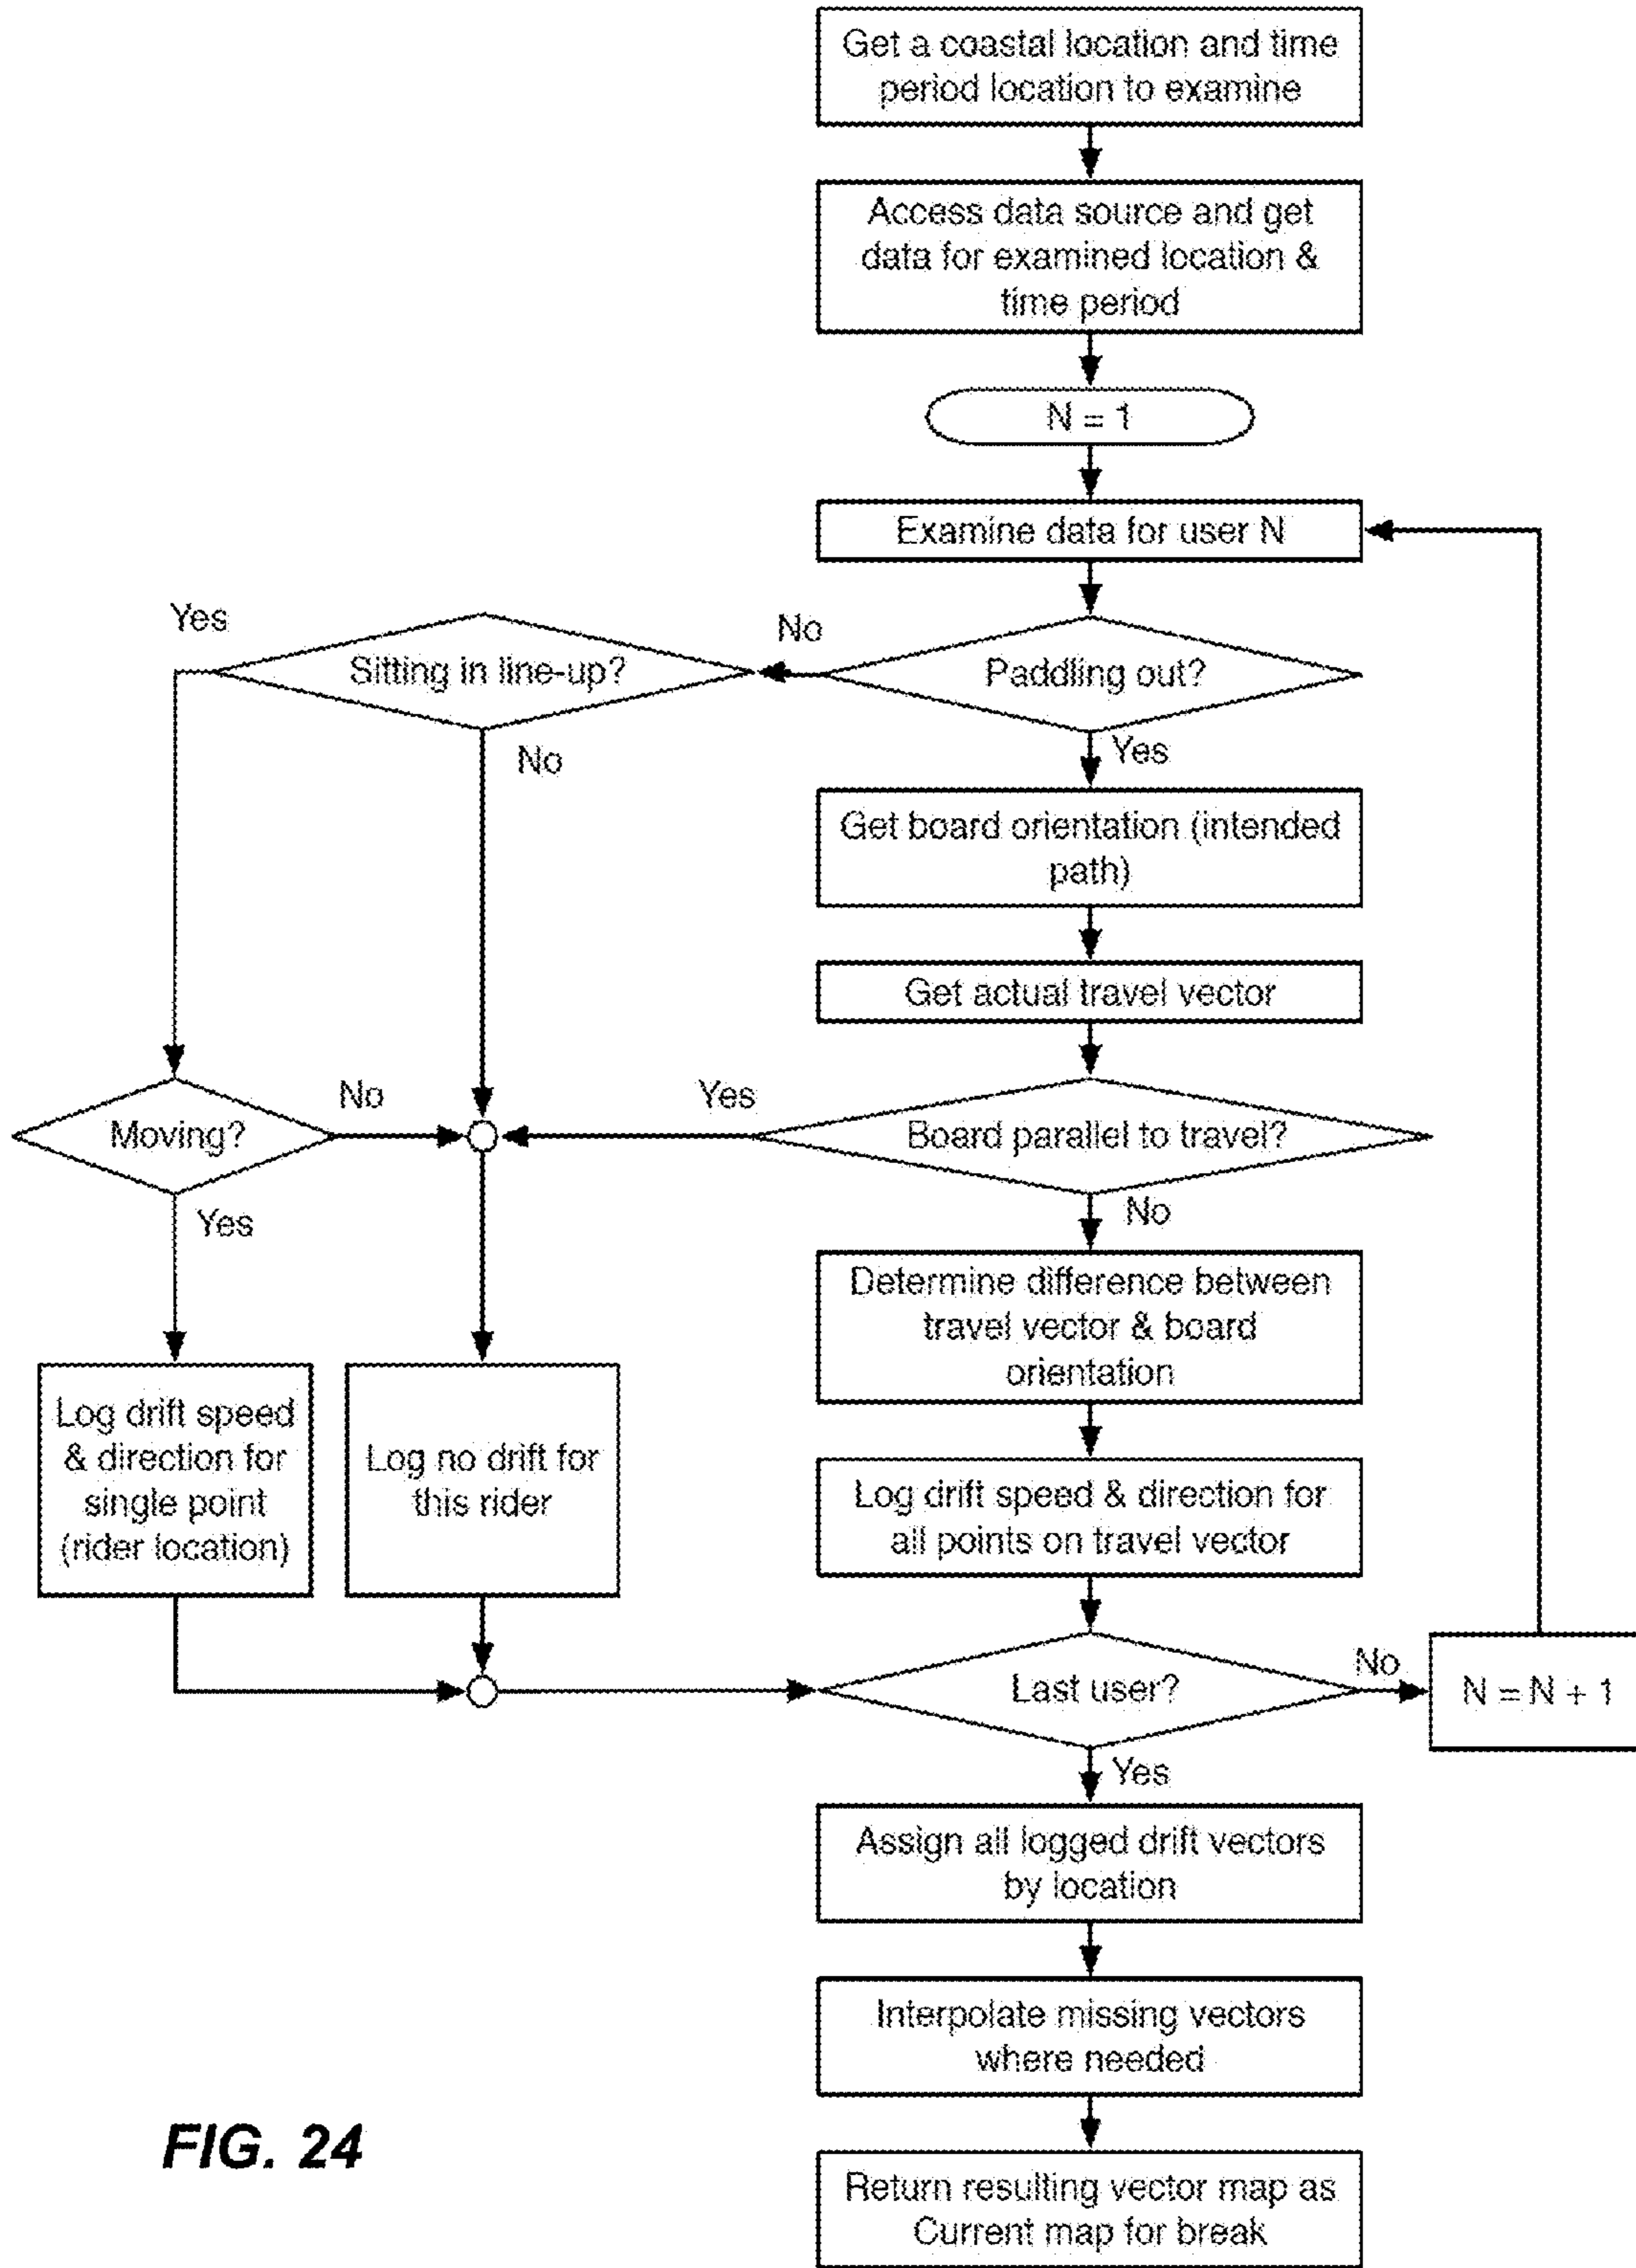 Get a coastal location and time
period location to examine
Access data source and get
data for examined location &
time period
N = 1
Examine data for user N
Yes
Sitting in line-up?
No
Paddling out?
No
Yes
Get board orientation (intended
path)
Get actual travel vector
Moving?
No
Yes
Board parallel to travel?
Yes
No
Determine difference between
travel vector & board
orientation
Log drift speed
& direction for
single point
(rider location)
Log no drift for
this rider
Log drift speed & direction for
all points on travel vector
Last user?
No
N = N + 1
Yes
Assign all logged drift vectors
by location
Interpolate missing vectors
where needed
Return resulting vector map as
Current map for break
FIG. 24